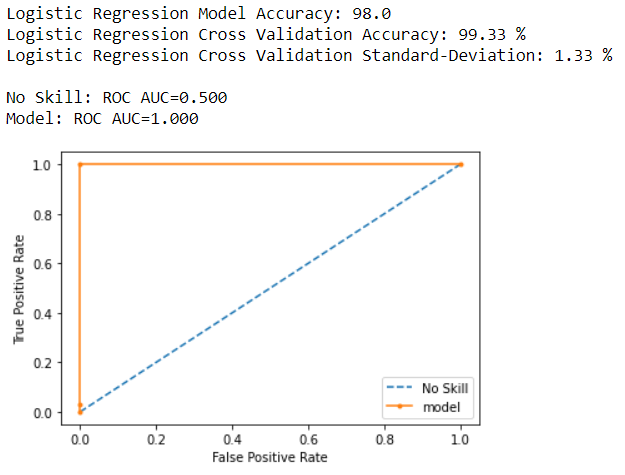 Logistic Regression Model Accuracy: 98.0
Logistic Regression Cross Validation Accuracy: 99.33 %
Logistic Regression Cross Validation Standard-Deviation: 1.33 %
No Skill: ROC AUC=0.500
Model: ROC AUC=1.000
1.0
0.8
0.6
0.4
0.2
0.0
True Positive Rate
No Skill
model
0.0 0.2 0.4 0.6 0.8 1.0
False Positive Rate